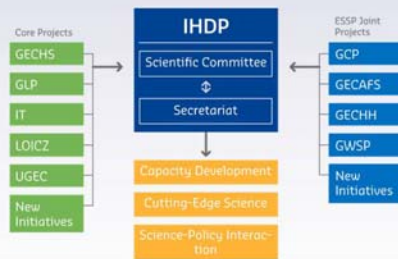 Core Projects
GECHS
GLP
IT
LOICZ
UGEC
New
Initiatives
IHDP
Scientific Committee
Secretariat
Capacity Development
Cutting-Edge Science
Science-Policy Interac-
tion
ESSP Joint
Projects
GCP
GECAFS
GECHH
GWSP
New
Initiatives